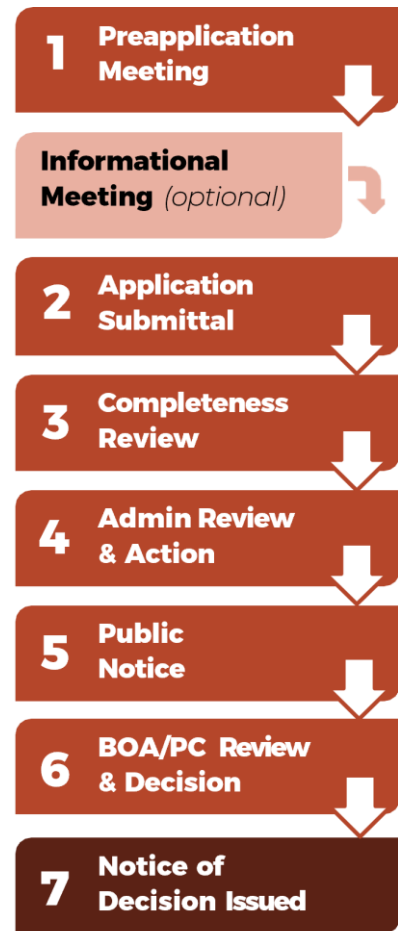 1 Preapplication
Meeting
Informational
Meeting (optional)
2 Application
Submittal
3 Completeness
Review
4 Admin Review
& Action
5 Public
Notice
6 BOA/PC Review
& Decision
7 Notice of
Decision Issued